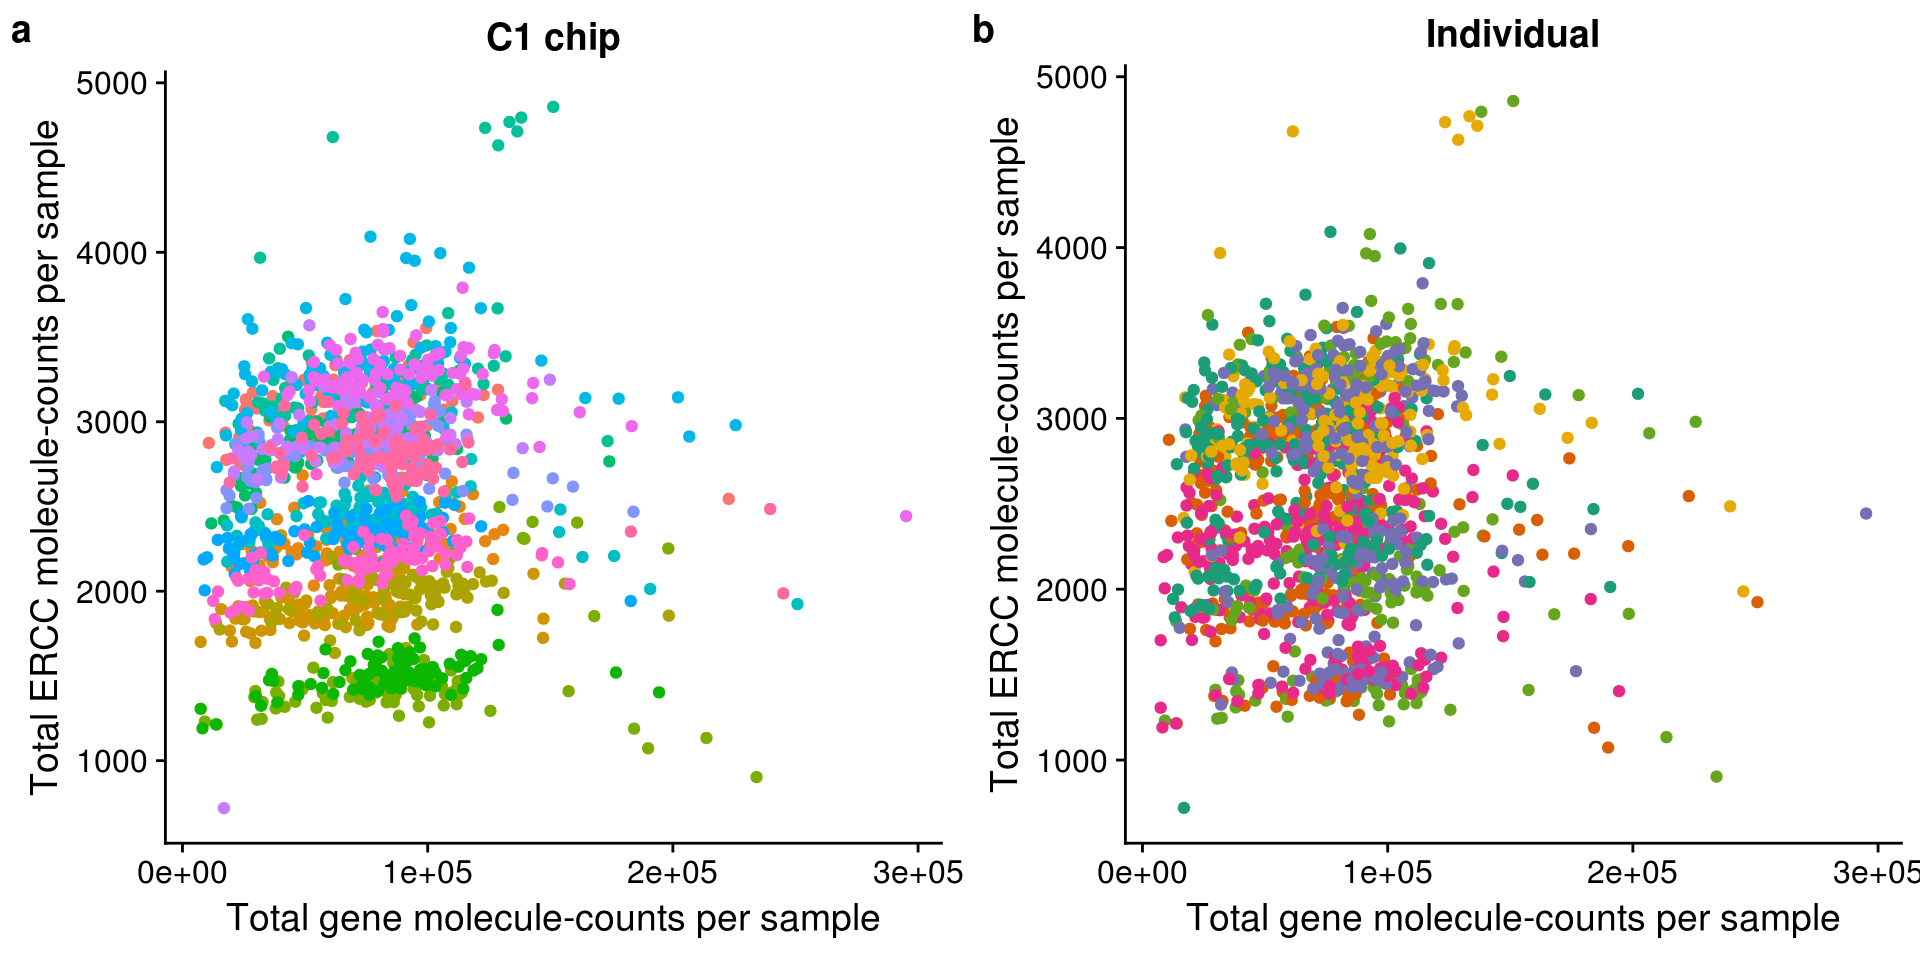 a
C1 chip
Total ERCC molecule-counts per sample
5000
4000
3000
2000
1000
0e+00 1e+05 2e+05 3e+05
Total gene molecule-counts per sample
b
Individual
Total ERCC molecule-counts per sample
5000
4000
3000
2000
1000
0e+00 1e+05 2e+05 3e+05
Total gene molecule-counts per sample